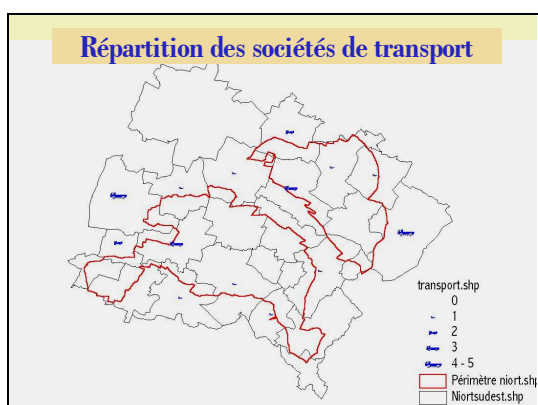 Répartition des sociétés de transport
transport.shp
0
1
2
3
4 - 5
Périmètre niort.shp
Niortsudest.shp